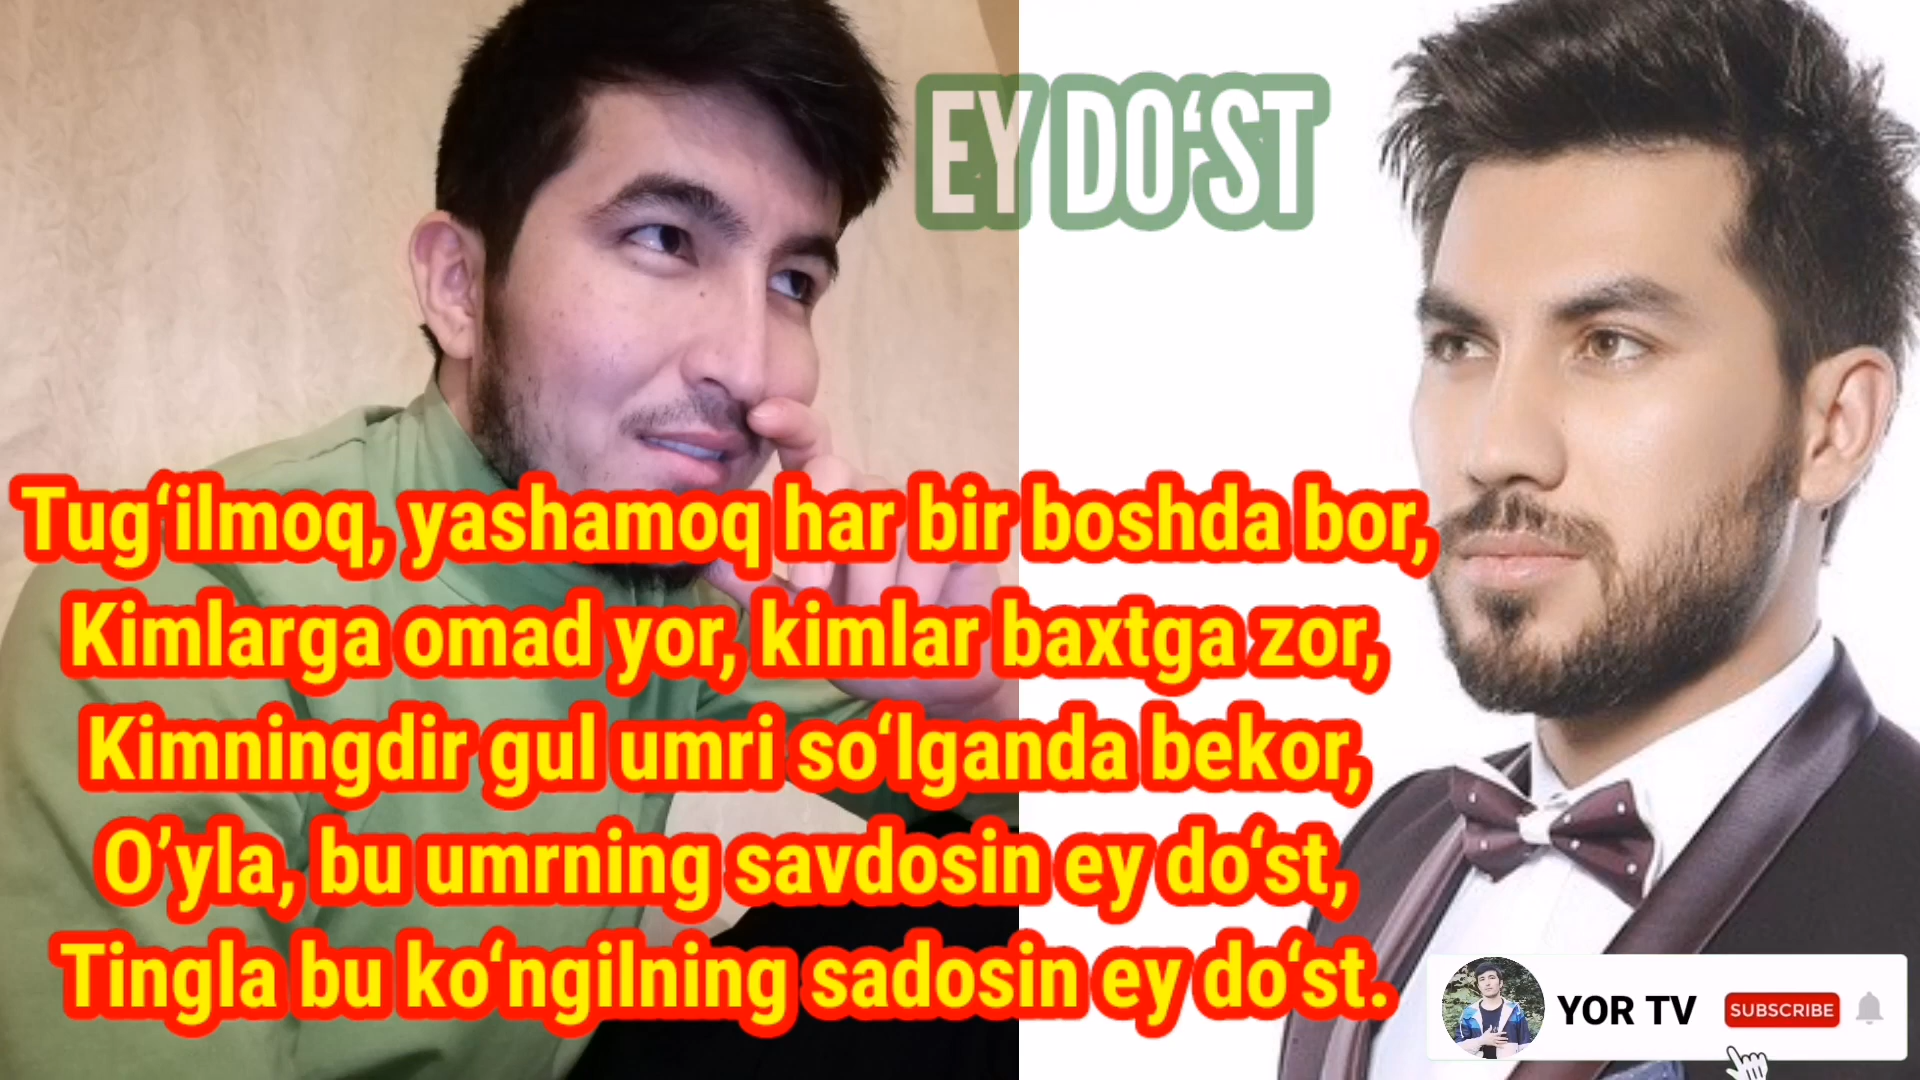 EY DO‘ST
Tug‘ilmoq, yashamoq har bir boshda bor,
Kimlarga omad yor, kimlar baxtga zor,
Kimningdir gul umri so‘lganda bekor,
O’yla, bu umrning savdosin ey do‘st,
Tingla bu ko‘ngilning sadosin ey do‘st.
YOR TV SUBSCRIBE